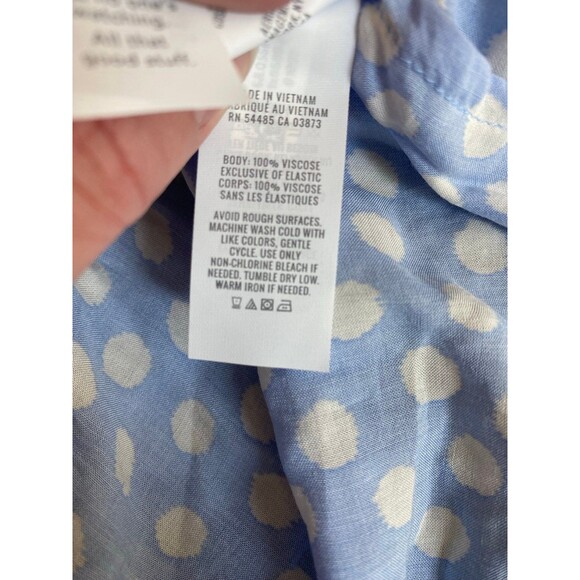 All that
good stuff.
DE IN VIETNAM
ABRIQUÉ AU VIETNAM
RN 54485 CA 03873
BODY: 100% VISCOSE
EXCLUSIVE OF ELASTIC
CORPS: 100% VISCOSE
SANS LES ÉLASTIQUES
AVOID ROUGH SURFACES.
MACHINE WASH COLD WITH
LIKE COLORS, GENTLE
CYCLE. USE ONLY
NON-CHLORINE BLEACH IF
NEEDED. TUMBLE DRY LOW.
WARM IRON IF NEEDED.